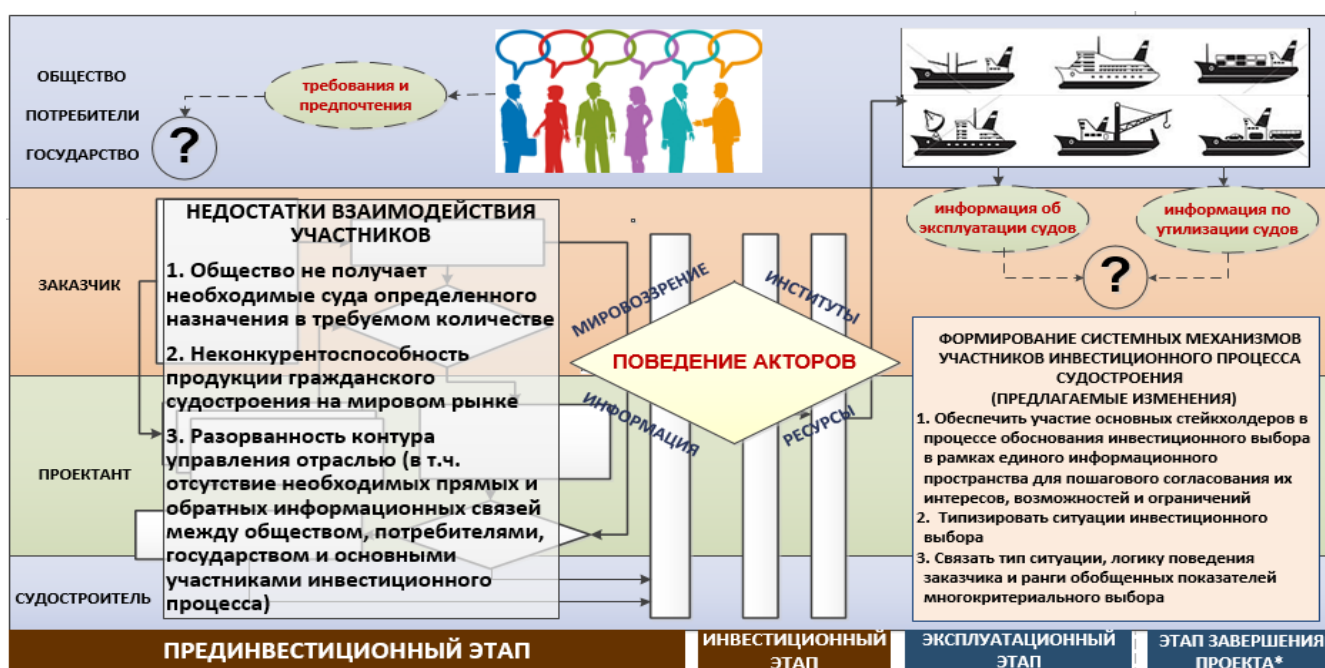 ОБЩЕСТВО
ПОТРЕБИТЕЛИ
ГОСУДАРСТВО
требования и
предпочтения
?
информация об
эксплуатации судов
информация по
утилизации судов
?
ЗАКАЗЧИК
НЕДОСТАТКИ ВЗАИМОДЕЙСТВИЯ
УЧАСТНИКОВ
1. Общество не получает
необходимые суда определенного
назначения в требуемом количестве
2. Неконкурентоспособность
продукции гражданского
судостроения на мировом рынке
3. Разорванность контура
управления отраслью (в т.ч.
отсутствие необходимых прямых и
обратных информационных связей
между обществом, потребителями,
государством и основными
участниками инвестиционного
процесса)
МИРОВОЗЗРЕНИЕ
ИНСТИТУТЫ
ПОВЕДЕНИЕ АКТОРОВ
ИНФОРМАЦИЯ
РЕСУРСЫ
ФОРМИРОВАНИЕ СИСТЕМНЫХ МЕХАНИЗМОВ
УЧАСТНИКОВ ИНВЕСТИЦИОННОГО ПРОЦЕССА
СУДОСТРОЕНИЯ
(ПРЕДЛАГАЕМЫЕ ИЗМЕНЕНИЯ)
1. Обеспечить участие основных стейкхолдеров в
процессе обоснования инвестиционного выбора
в рамках единого информационного
пространства для пошагового согласования их
интересов, возможностей и ограничений
2. Типизировать ситуации инвестиционного
выбора
3. Связать тип ситуации, логику поведения
заказчика и ранги обобщенных показателей
многокритериального выбора
ПРОЕКТАНТ
СУДОСТРОИТЕЛЬ
ПРЕДИНВЕСТИЦИОННЫЙ ЭТАП
ИНВЕСТИЦИОННЫЙ
ЭТАП
ЭКСПЛУАТАЦИОННЫЙ
ЭТАП
ЭТАП ЗАВЕРШЕНИЯ
ПРОЕКТА*